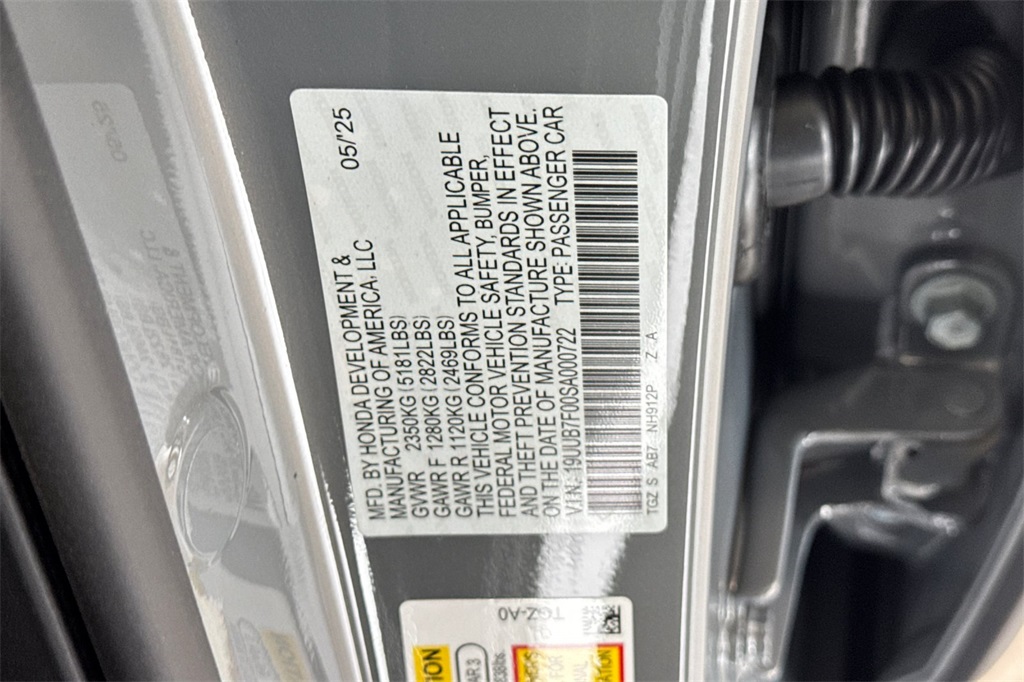 MFD. BY HONDA DEVELOPMENT & 05/'25
MANUFACTURING OF AMERICA, LLC
GVWR 2350KG (5181LBS)
GAWR F 1280KG (2822LBS)
GAWR R 1120KG (2469LBS)
THIS VEHICLE CONFORMS TO ALL APPLICABLE
FEDERAL MOTOR VEHICLE SAFETY, BUMPER,
AND THEFT PREVENTION STANDARDS IN EFFECT
ON THE DATE OF MANUFACTURE SHOWN ABOVE.
V.I.N.: 19UUB7F00SA000722 TYPE: PASSENGER CAR
TGZ S AB7 NH912P Z A
TGZ-A0